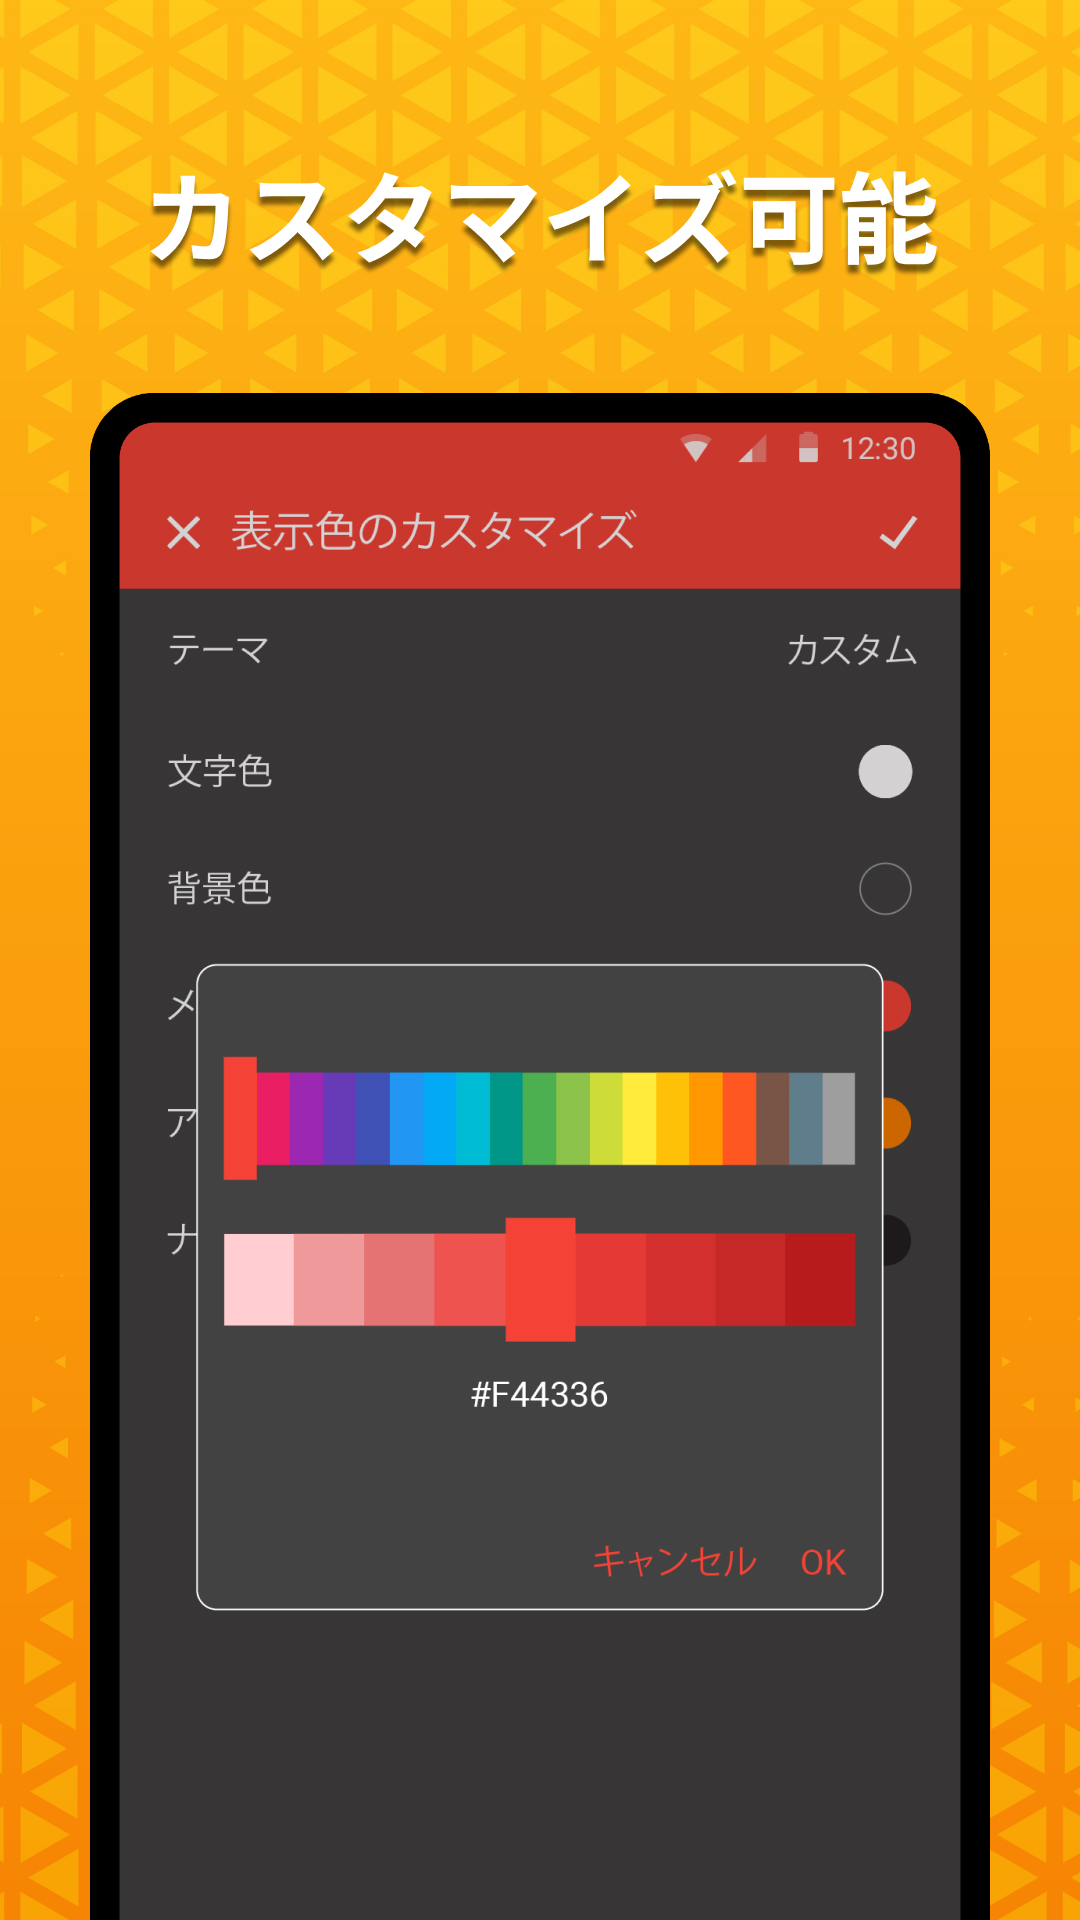 カスタマイズ可能
12:30
表示色のカスタマイズ
テーマ
カスタム
文字色
背景色
メ
ア
ナ
#F44336
キャンセル OK